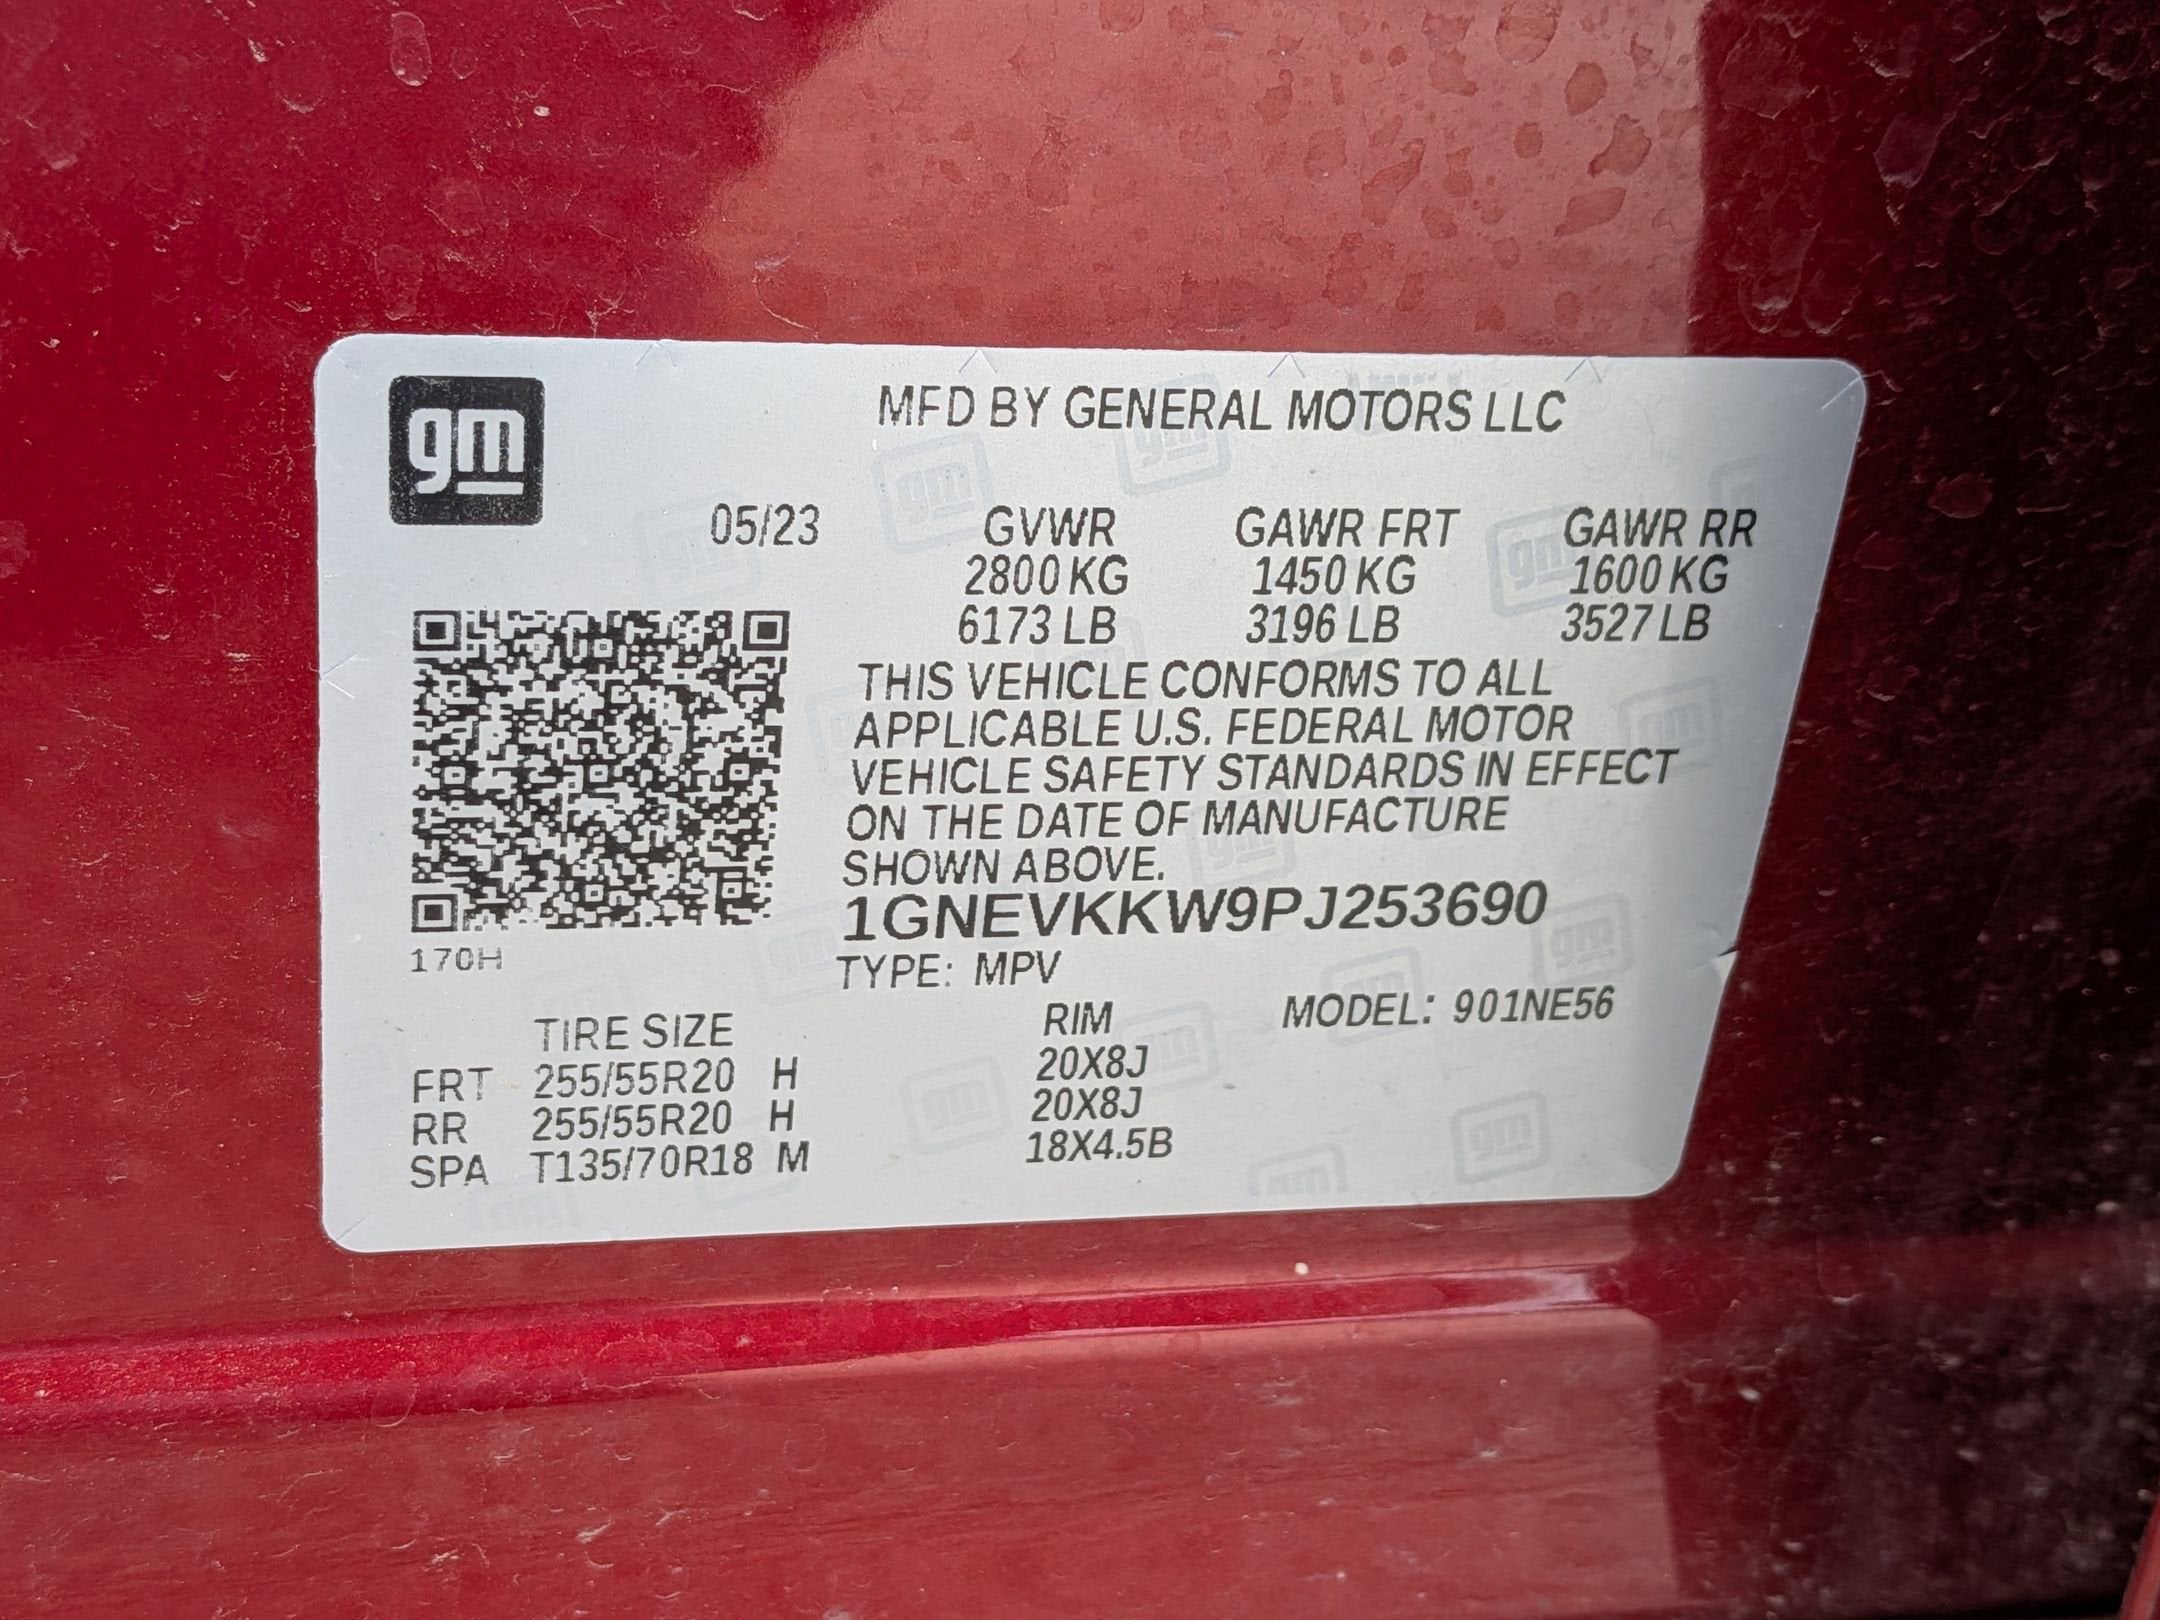 gm
MFD BY GENERAL MOTORS LLC
05/23 GVWR GAWR FRT GAWR RR
2800 KG 1450 KG 1600 KG
6173 LB 3196 LB 3527 LB
THIS VEHICLE CONFORMS TO ALL
APPLICABLE U.S. FEDERAL MOTOR
VEHICLE SAFETY STANDARDS IN EFFECT
ON THE DATE OF MANUFACTURE
SHOWN ABOVE.
1GNEVKKW9PJ253690
170H
TYPE: MPV
TIRE SIZE RIM MODEL: 901NE56
FRT 255/55R20 H 20X8J
RR 255/55R20 H 20X8J
SPA T135/70R18 M 18X4.5B